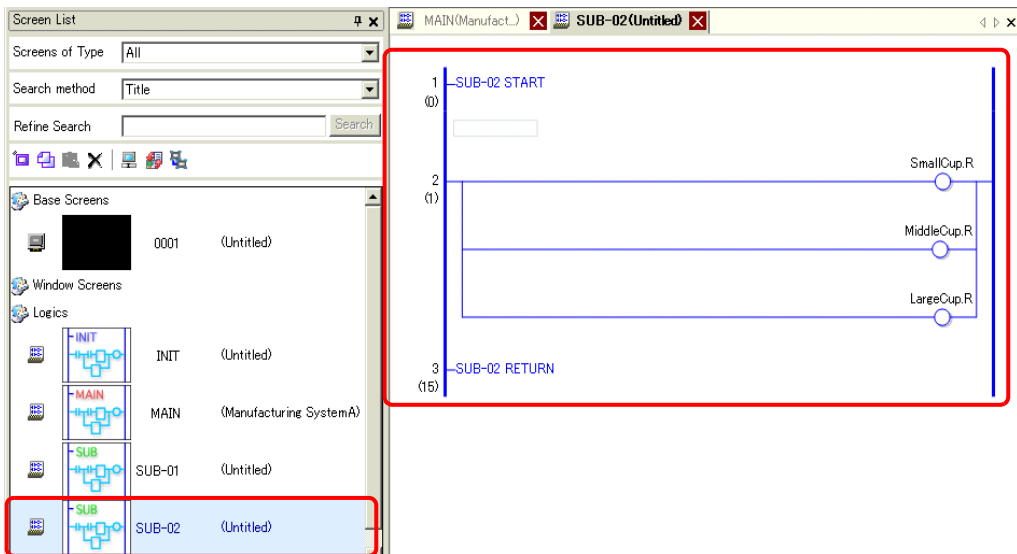 Screen List
Screens of Type All
Search method Title
Refine Search Search
Base Screens
0001 (Untitled)
Window Screens
Logics
INIT
INIT (Untitled)
MAIN
MAIN (Manufacturing SystemA)
SUB
SUB-01 (Untitled)
SUB
SUB-02 (Untitled)
MAIN(Manufact...) SUB-02(Untitled)
1 SUB-02 START
(0)
SmallCup.R
2
(1)
MiddleCup.R
LargeCup.R
3 SUB-02 RETURN
(15)